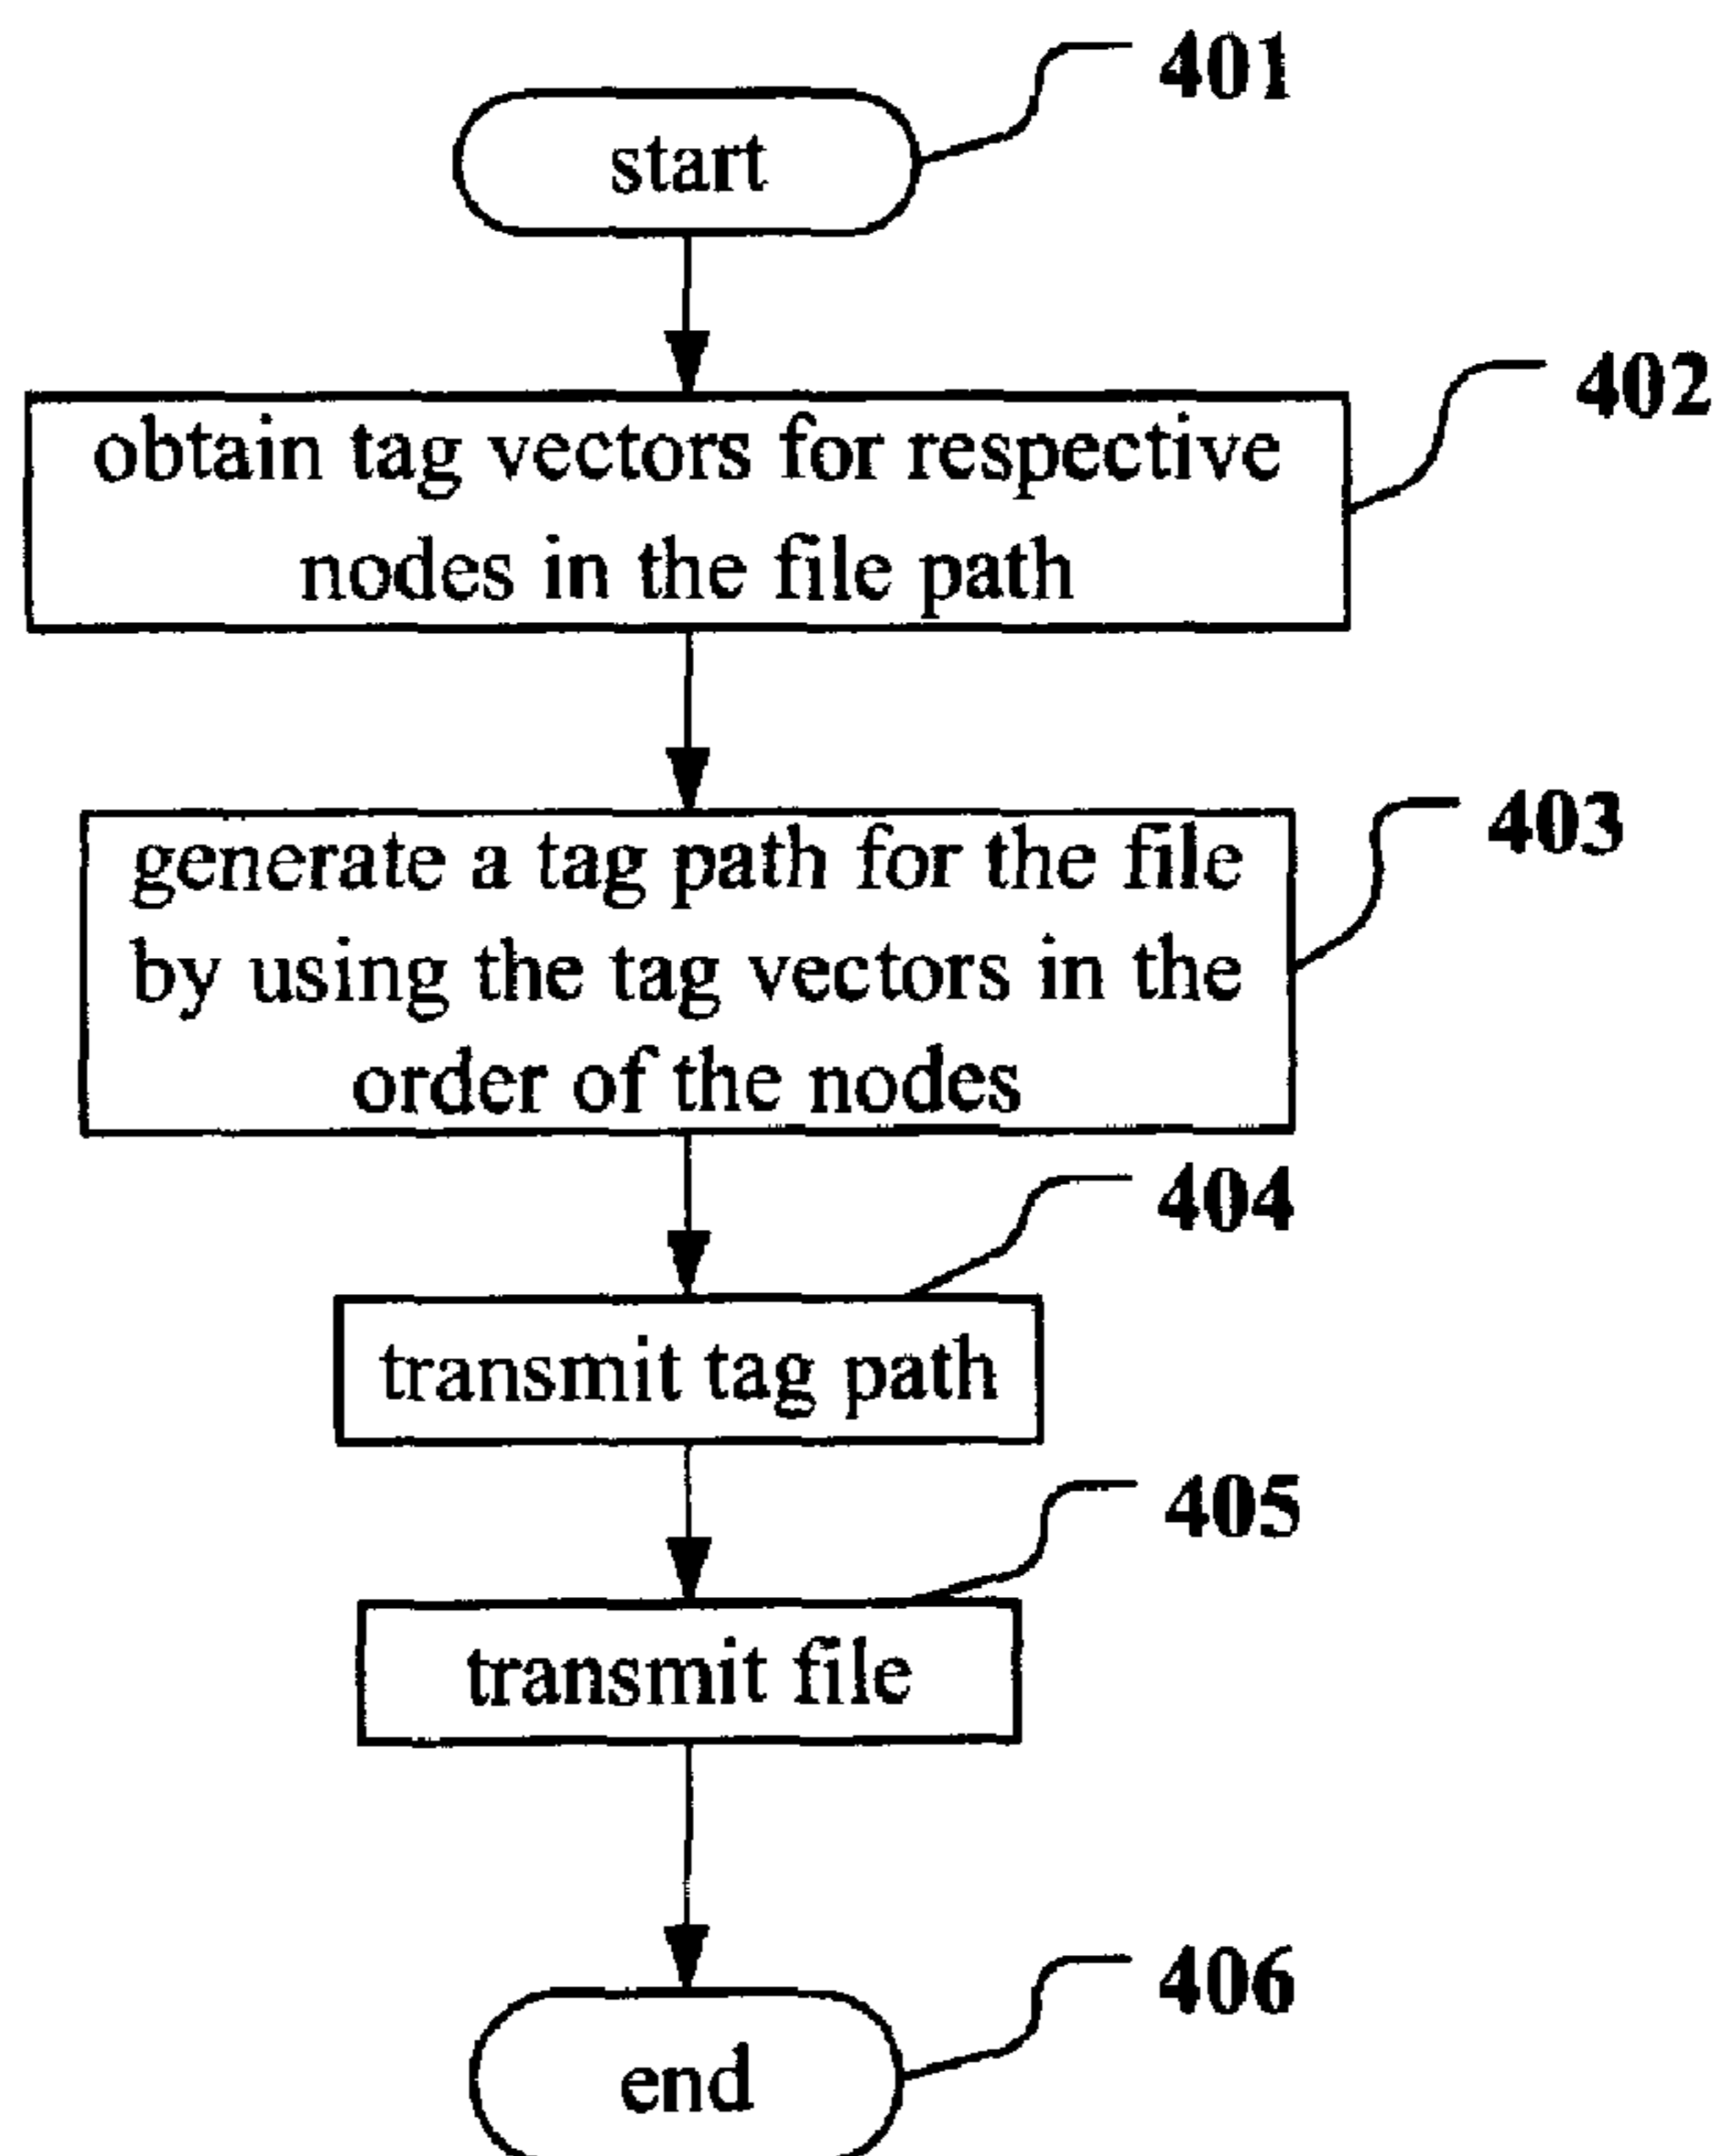 401
start
402
obtain tag vectors for respective
nodes in the file path
403
generate a tag path for the file
by using the tag vectors in the
order of the nodes
404
transmit tag path
405
transmit file
406
end